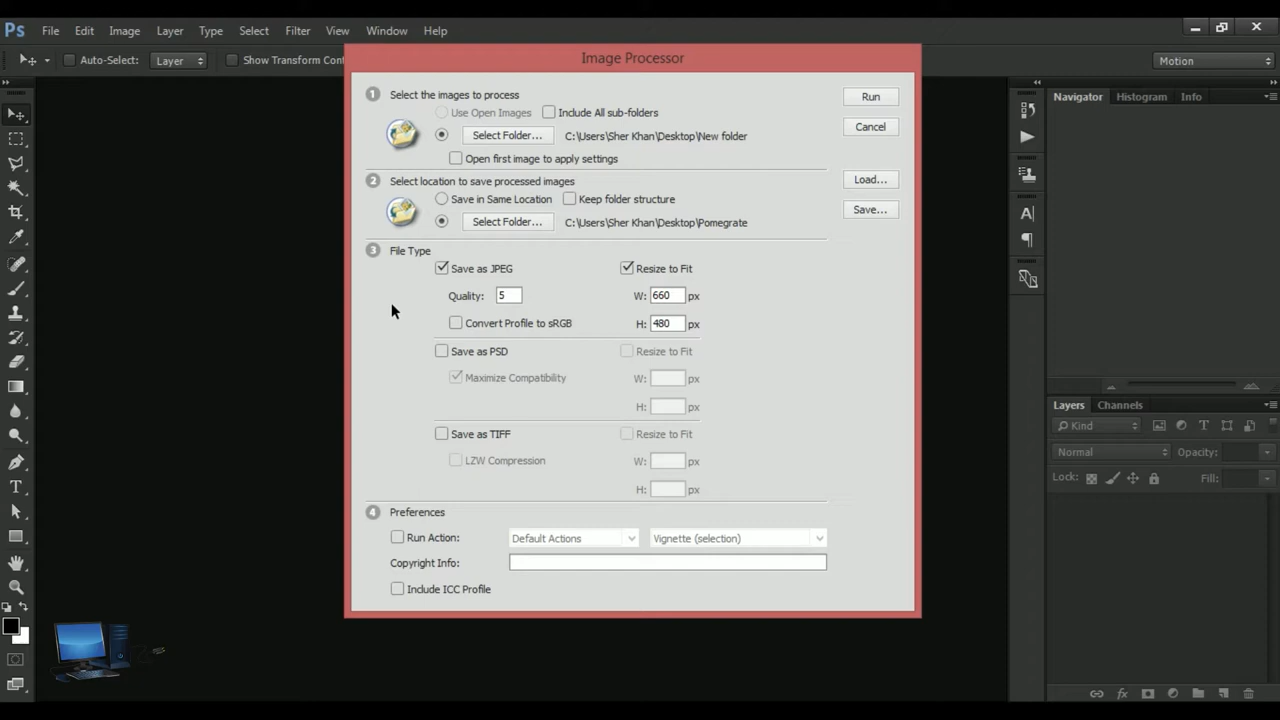 Ps File Edit Image Layer Type Select Filter View Window Help
Auto-Select: Layer Show Transform Cont Motion
Image Processor
1 Select the images to process
Use Open Images Include All sub-folders
Select Folder... C:\Users\Sher Khan\Desktop\New folder
Open first image to apply settings
2 Select location to save processed images
Save in Same Location Keep folder structure
Select Folder... C:\Users\Sher Khan\Desktop\Pomegrate
3 File Type
Save as JPEG Resize to Fit
Quality: 5 W: 660 px
Convert Profile to sRGB H: 480 px
Save as PSD Resize to Fit
Maximize Compatibility W: px
H: px
Save as TIFF Resize to Fit
LZW Compression W: px
H: px
4 Preferences
Run Action: Default Actions Vignette (selection)
Copyright Info:
Include ICC Profile
Run
Cancel
Load...
Save...
Navigator Histogram Info
Layers Channels
Kind
Normal Opacity:
Lock: Fill: